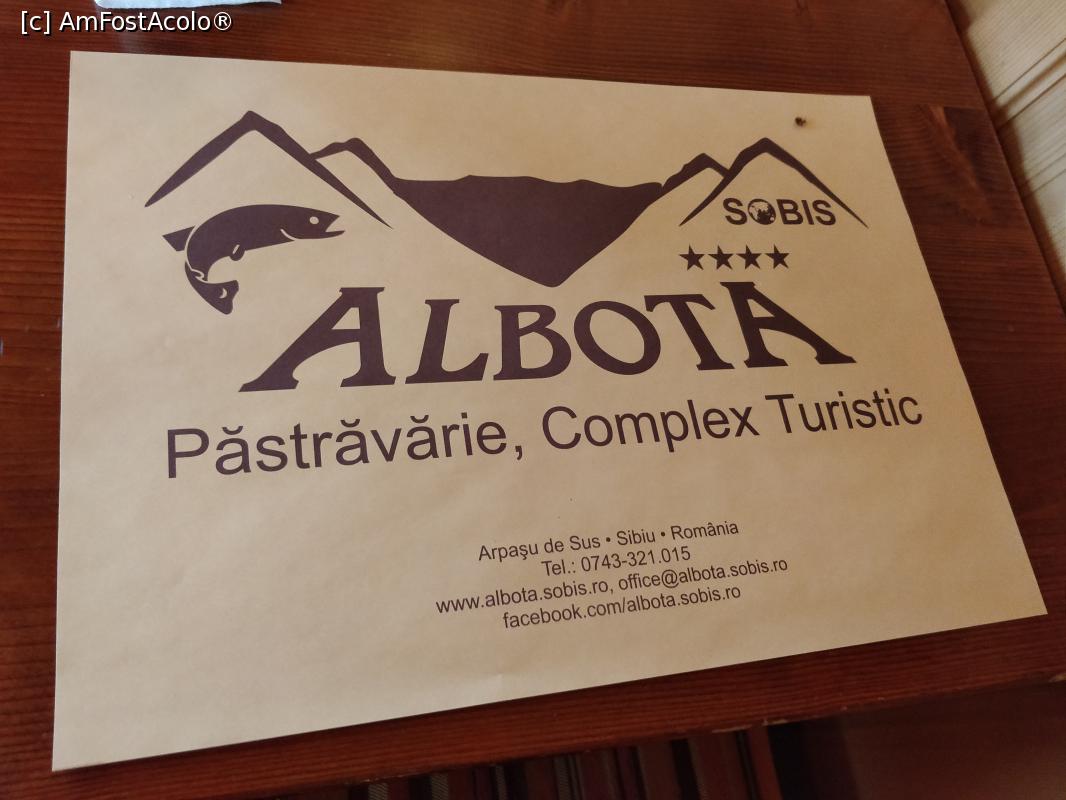 [c] AmFostAcolo®
SOBIS
ALBOTA
Păstrăvărie, Complex Turistic
Arpaşu de Sus • Sibiu • România
Tel.: 0743-321.015
www.albota.sobis.ro, office@albota.sobis.ro
facebook.com/albota.sobis.ro